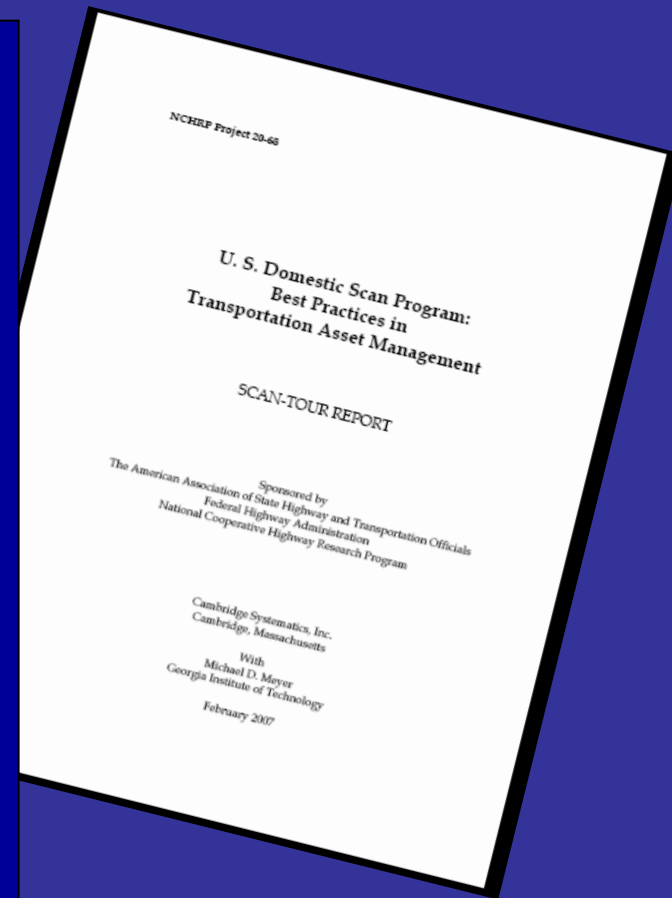 NCHRP Project 20-68
U. S. Domestic Scan Program:
Best Practices in
Transportation Asset Management
SCAN-TOUR REPORT
Sponsored by
The American Association of State Highway and Transportation Officials
Federal Highway Administration
National Cooperative Highway Research Program
Cambridge Systematics, Inc.
Cambridge, Massachusetts
With
Michael D. Meyer
Georgia Institute of Technology
February 2007